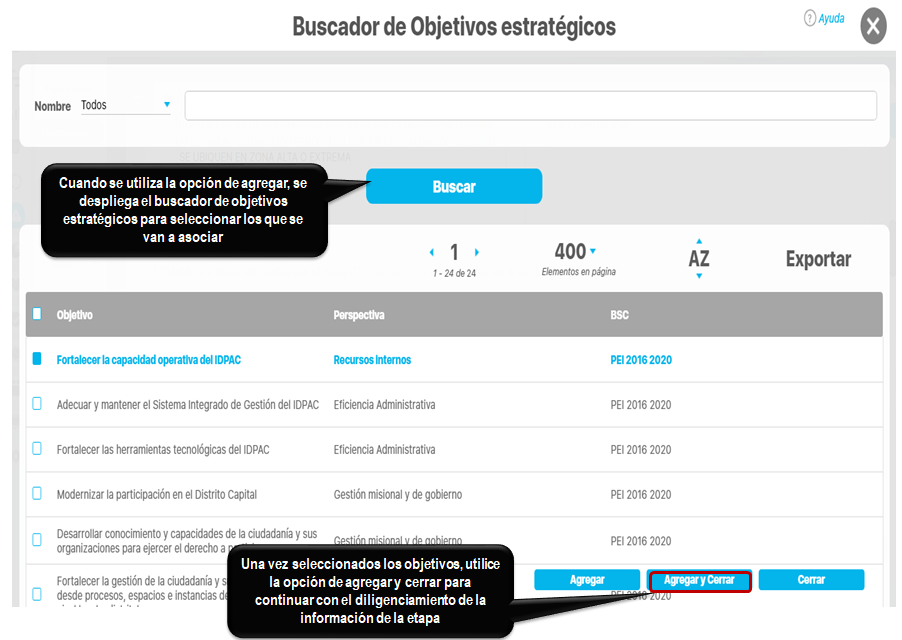 Buscador de Objetivos estratégicos
? Ayuda
X
Nombre Todos
SE UBIQUEN EN ZONA ALTA O EXTREMA
Cuando se utiliza la opción de agregar, se
despliega el buscador de objetivos
estratégicos para seleccionar los que se
van a asociar
Buscar
1
1 - 24 de 24
400
Elementos en página
AZ
Exportar
Objetivo Perspectiva BSC
Fortalecer la capacidad operativa del IDPAC Recursos Internos PEI 2016 2020
Adecuar y mantener el Sistema Integrado de Gestión del IDPAC Eficiencia Administrativa PEI 2016 2020
Fortalecer las herramientas tecnológicas del IDPAC Eficiencia Administrativa PEI 2016 2020
Modernizar la participación en el Distrito Capital Gestión misional y de gobierno PEI 2016 2020
Desarrollar conocimiento y capacidades de la ciudadanía y sus
organizaciones para ejercer el derecho a Gestión misional y de gobierno PEI 2016 2020
Fortalecer la gestión de la ciudadanía y s
desde procesos, espacios e instancias de 2020
Una vez seleccionados los objetivos, utilice
la opción de agregar y cerrar para
continuar con el diligenciamiento de la
información de la etapa
Agregar Agregar y Cerrar Cerrar